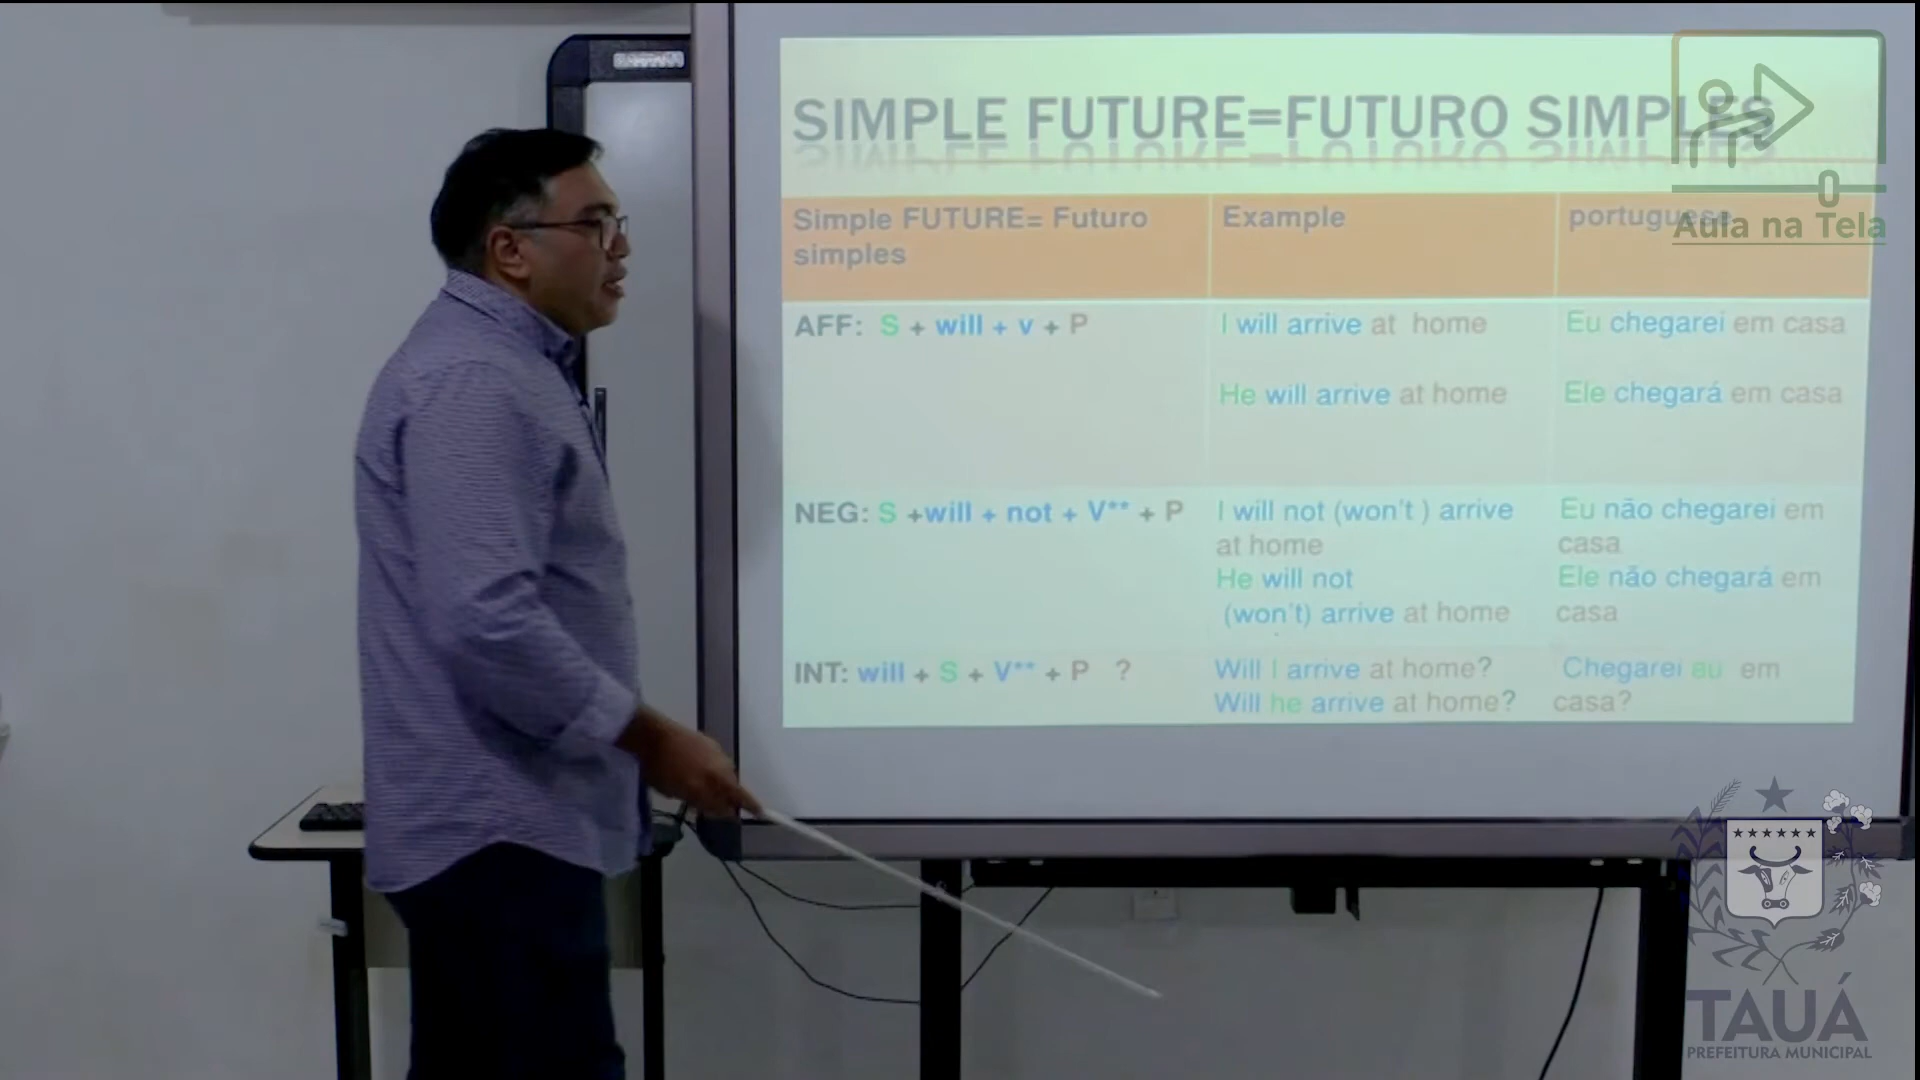 SIMPLE FUTURE=FUTURO SIMPLES
Simple FUTURE= Futuro simples
Example
portuguese
AFF: S + will + v + P
I will arrive at home
Eu chegarei em casa
He will arrive at home
Ele chegará em casa
NEG: S +will + not + V** + P
I will not (won't ) arrive
at home
He will not
(won't) arrive at home
Eu não chegarei em
casa
Ele não chegará em
casa
INT: will + S + V** + P ?
Will I arrive at home?
Will he arrive at home?
Chegarei eu em
casa?
Aula na Tela
TAUÁ
PREFEITURA MUNICIPAL